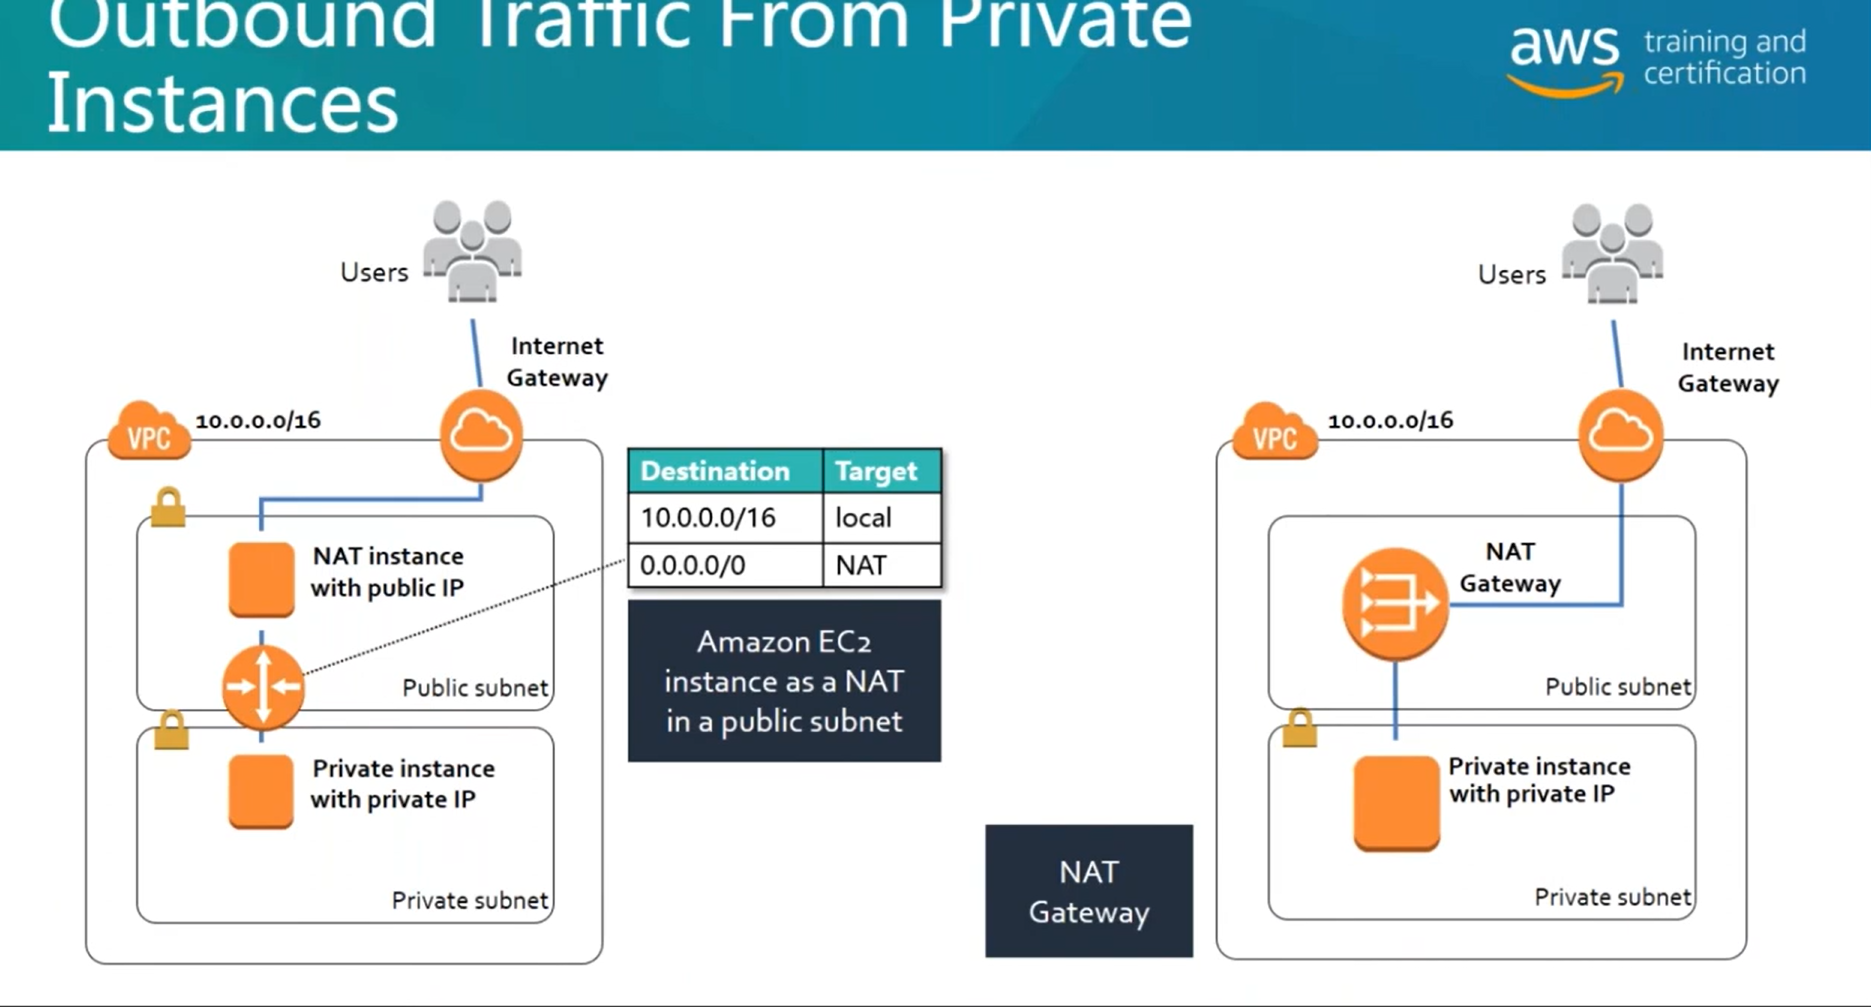 Outbound Traffic From Private
Instances
aws
training and
certification
Users
Internet
Gateway
VPC
10.0.0.0/16
NAT instance
with public IP
Public subnet
Private instance
with private IP
Private subnet
Destination Target
10.0.0.0/16 local
0.0.0.0/0 NAT
Amazon EC2
instance as a NAT
in a public subnet
NAT
Gateway
Users
Internet
Gateway
VPC
10.0.0.0/16
NAT
Gateway
Public subnet
Private instance
with private IP
Private subnet